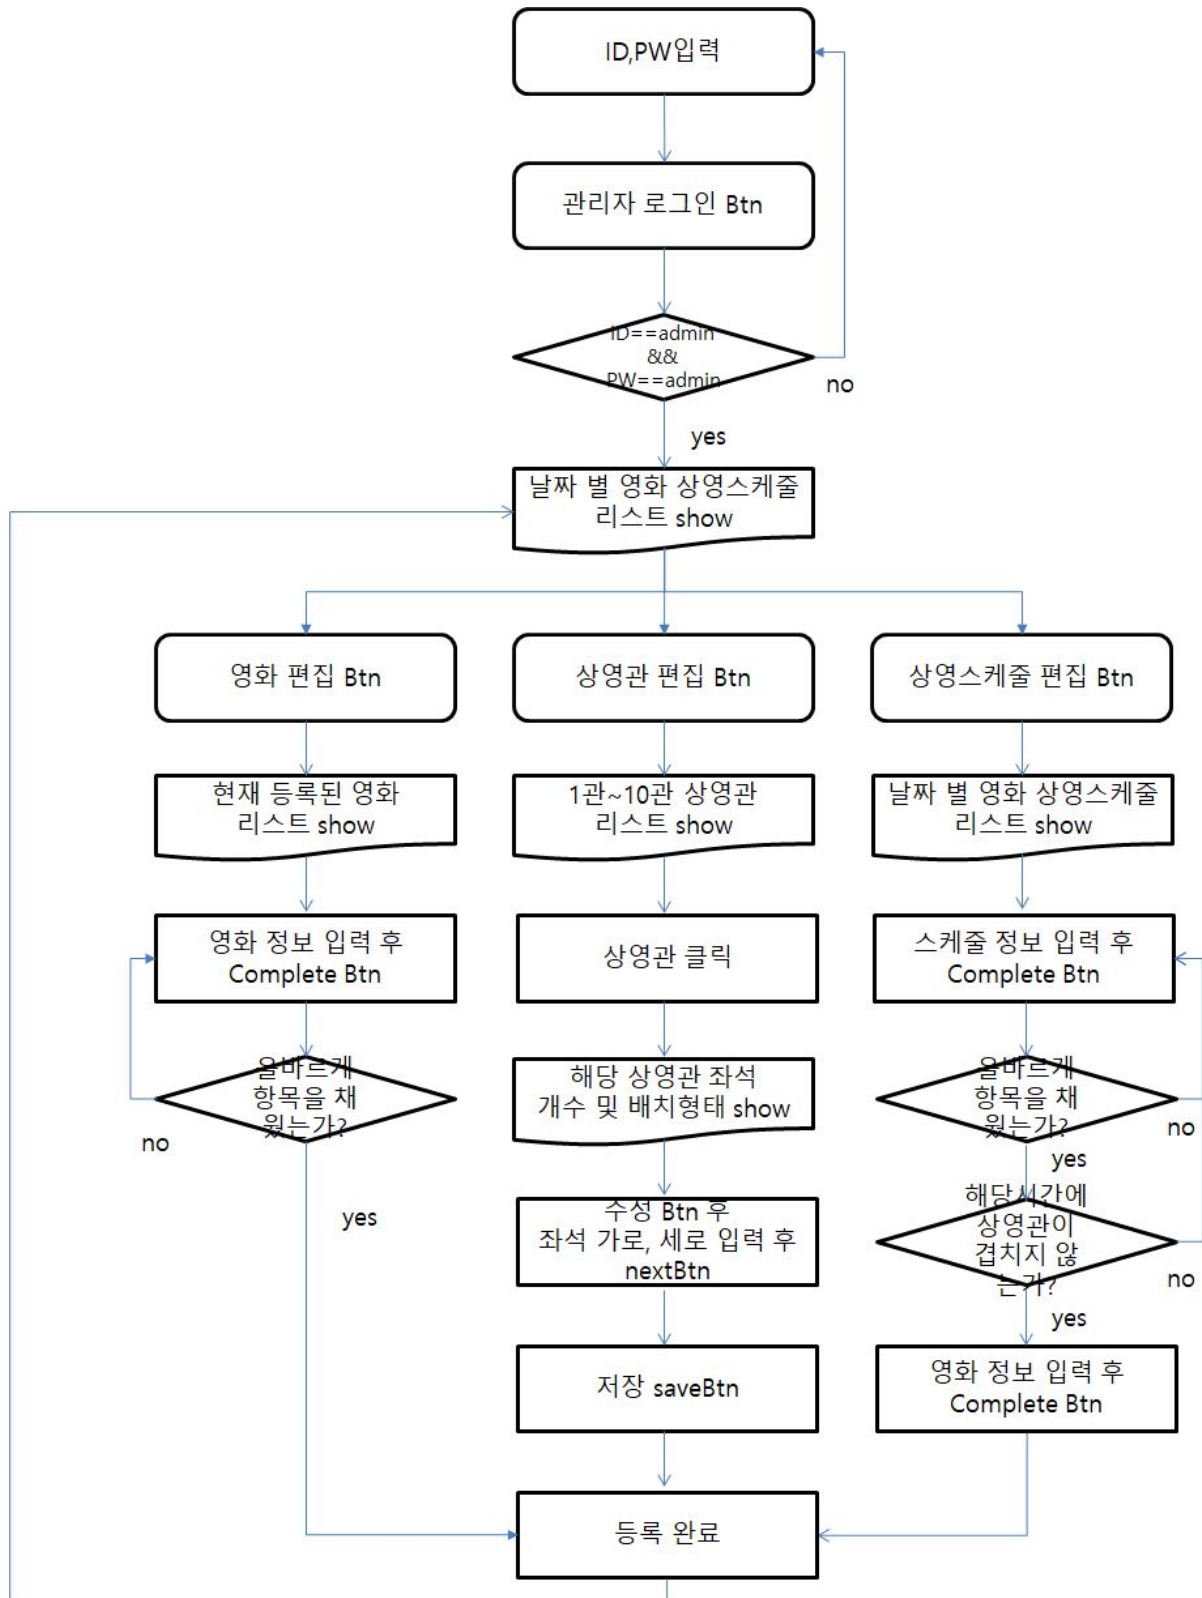 ID,PW입력
관리자 로그인 Btn
ID==admin
&&
PW==admin
no
yes
날짜 별 영화 상영스케줄
리스트 show
영화 편집 Btn
상영관 편집 Btn
상영스케줄 편집 Btn
현재 등록된 영화
리스트 show
1관~10관 상영관
리스트 show
날짜 별 영화 상영스케줄
리스트 show
영화 정보 입력 후
Complete Btn
상영관 클릭
스케줄 정보 입력 후
Complete Btn
올바르게
항목을 채
웠는가?
no
yes
해당 상영관 좌석
개수 및 배치형태 show
올바르게
항목을 채
웠는가?
no
yes
수성 Btn 후
좌석 가로, 세로 입력 후
nextBtn
해당시간에
상영관이
겹치지 않
는가?
no
yes
저장 saveBtn
영화 정보 입력 후
Complete Btn
등록 완료